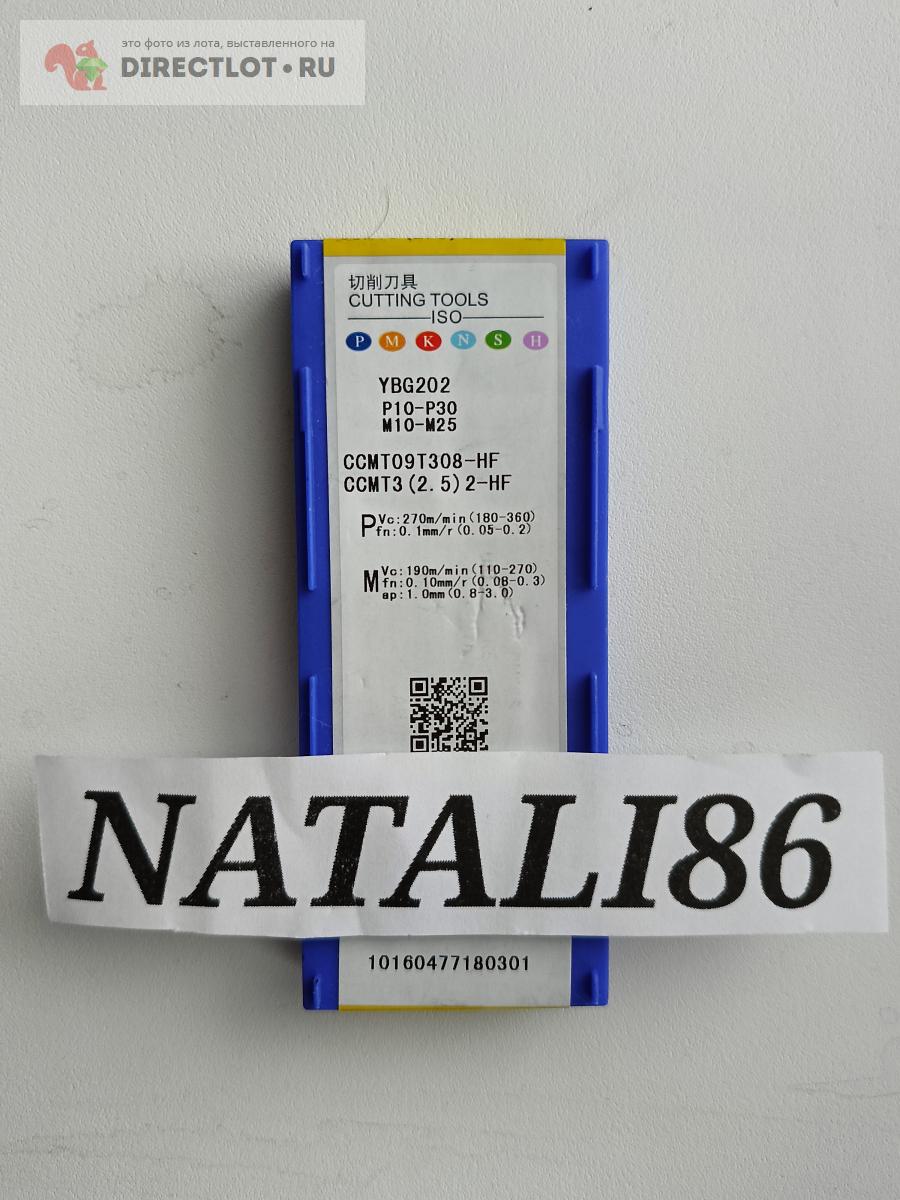 это фото из лота, выставленного на
DIRECTLOT.RU
切削刀具
CUTTING TOOLS
ISO
P M K N S H
YBG202
P10-P30
M10-M25
CCMT09T308-HF
CCMT3(2.5)2-HF
P Vc:270m/min(180-360)
fn:0.1mm/r(0.05-0.2)
M Vc:190m/min(110-270)
fn:0.10mm/r(0.08-0.3)
ap:1.0mm(0.8-3.0)
NATALI86
10160477180301